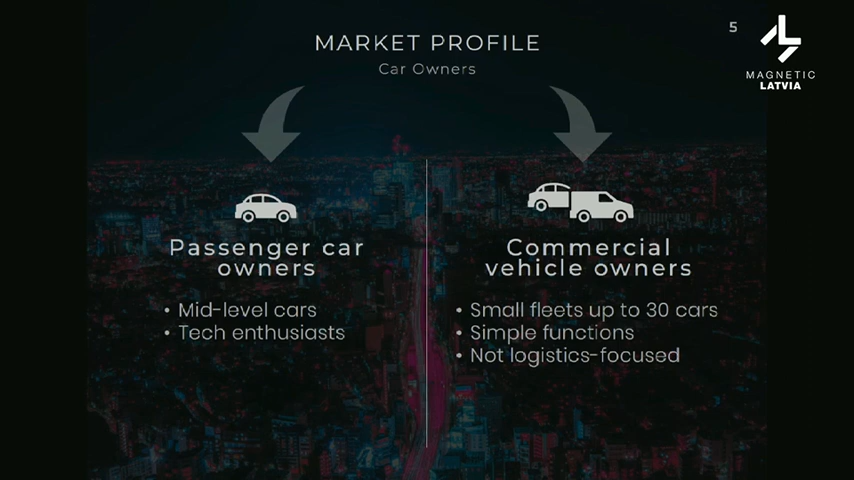 MARKET PROFILE
Car Owners
5
MAGNETIC
LATVIA
Passenger car
owners
• Mid-level cars
• Tech enthusiasts
Commercial
vehicle owners
• Small fleets up to 30 cars
• Simple functions
• Not logistics-focused